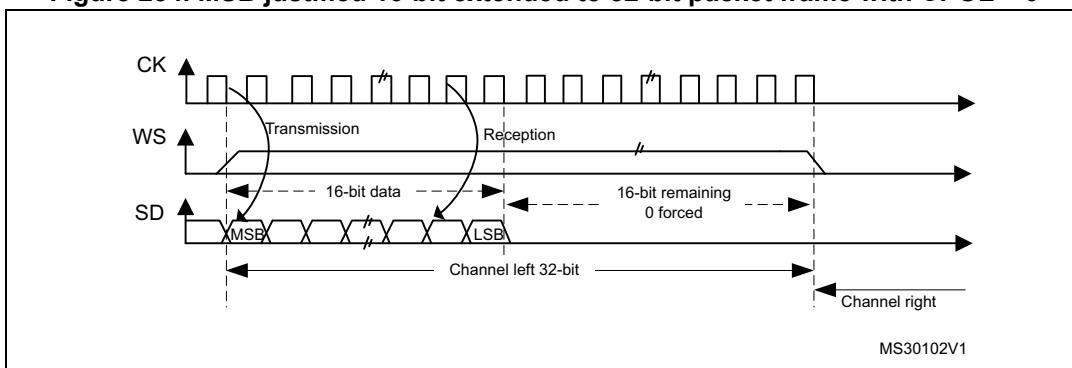 CK
Transmission
Reception
WS
16-bit data
16-bit remaining
0 forced
SD
MSB
LSB
Channel left 32-bit
Channel right
MS30102V1